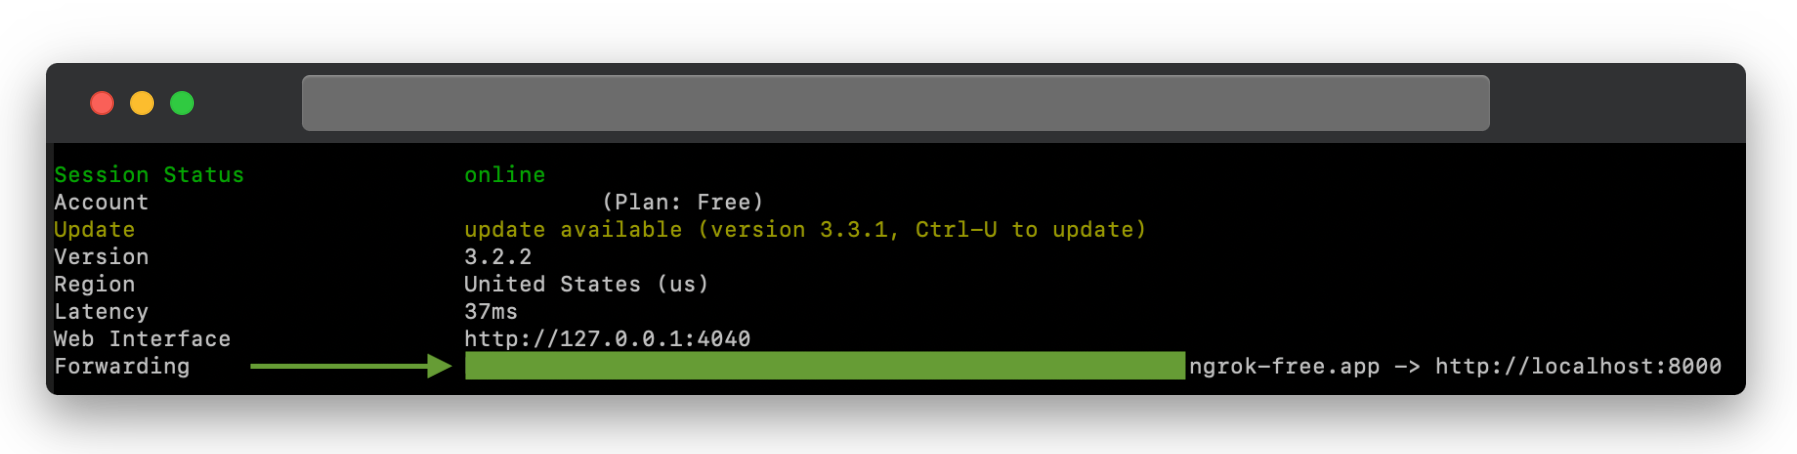 Session Status online
Account (Plan: Free)
Update update available (version 3.3.1, Ctrl-U to update)
Version 3.2.2
Region United States (us)
Latency 37ms
Web Interface http://127.0.0.1:4040
Forwarding ngrok-free.app -> http://localhost:8000